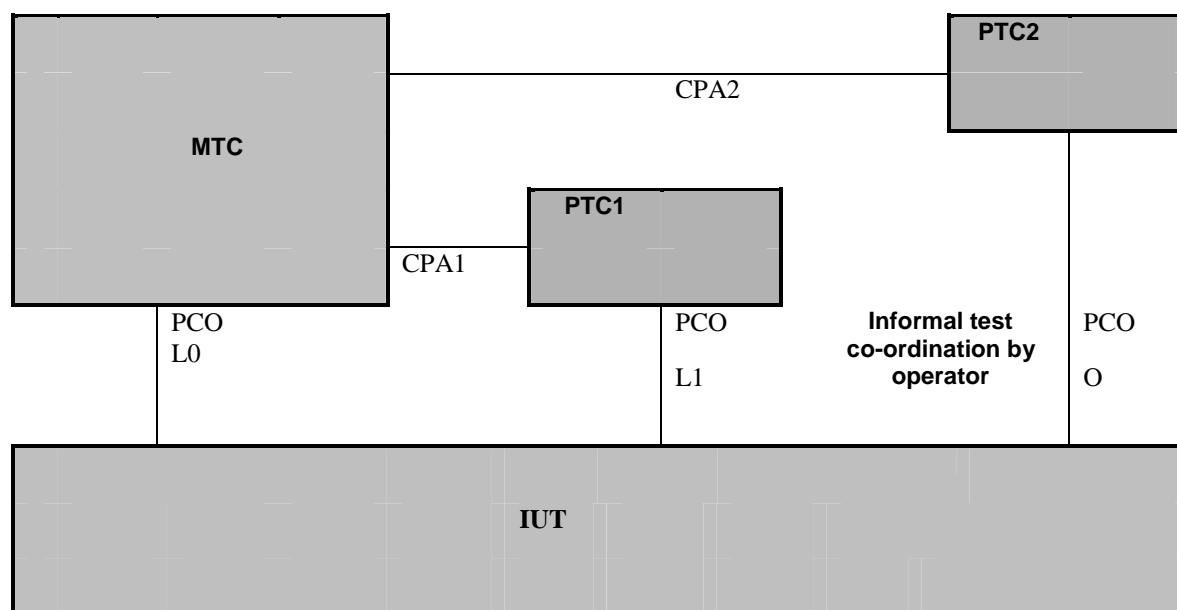 PTC2
CPA2
MTC
PTC1
CPA1
PCO
L0
PCO
L1
Informal test
co-ordination by
operator
PCO
O
IUT